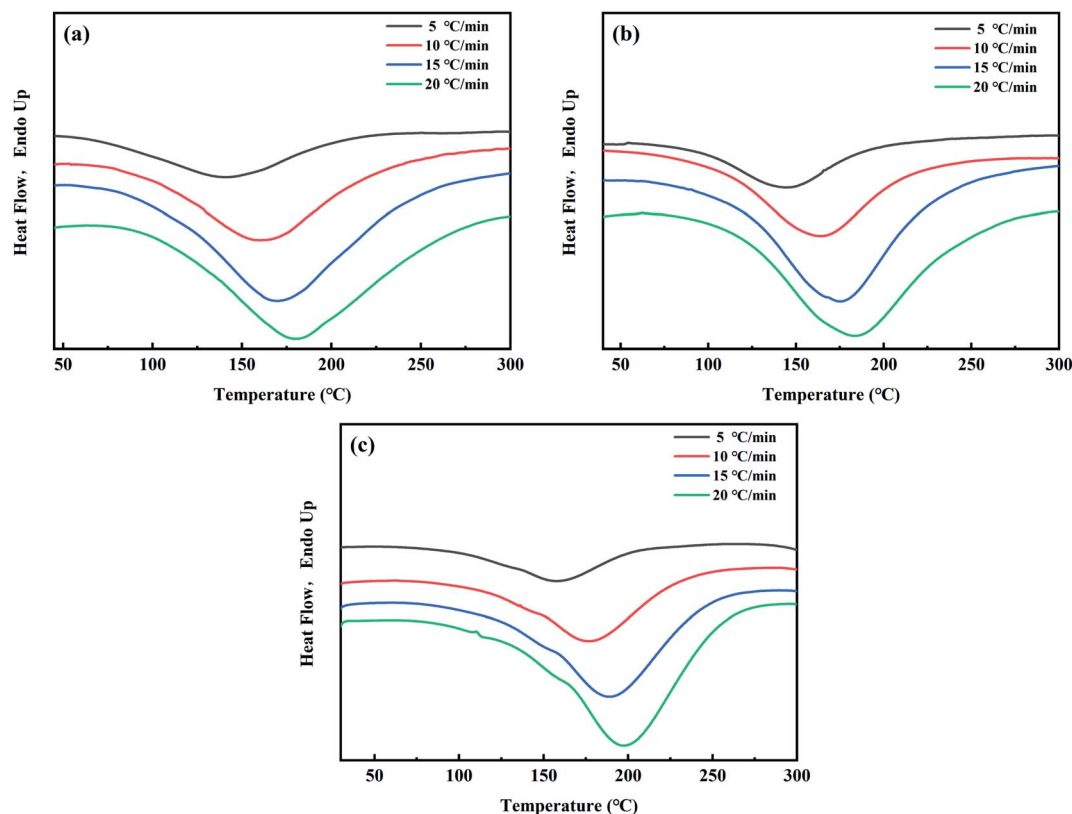 (a)
5 °C/min
10 °C/min
15 °C/min
20 °C/min
Heat Flow, Endo Up
50 100 150 200 250 300
Temperature (°C)
(b)
5 °C/min
10 °C/min
15 °C/min
20 °C/min
Heat Flow, Endo Up
50 100 150 200 250 300
Temperature (°C)
(c)
5 °C/min
10 °C/min
15 °C/min
20 °C/min
Heat Flow, Endo Up
50 100 150 200 250 300
Temperature (°C)